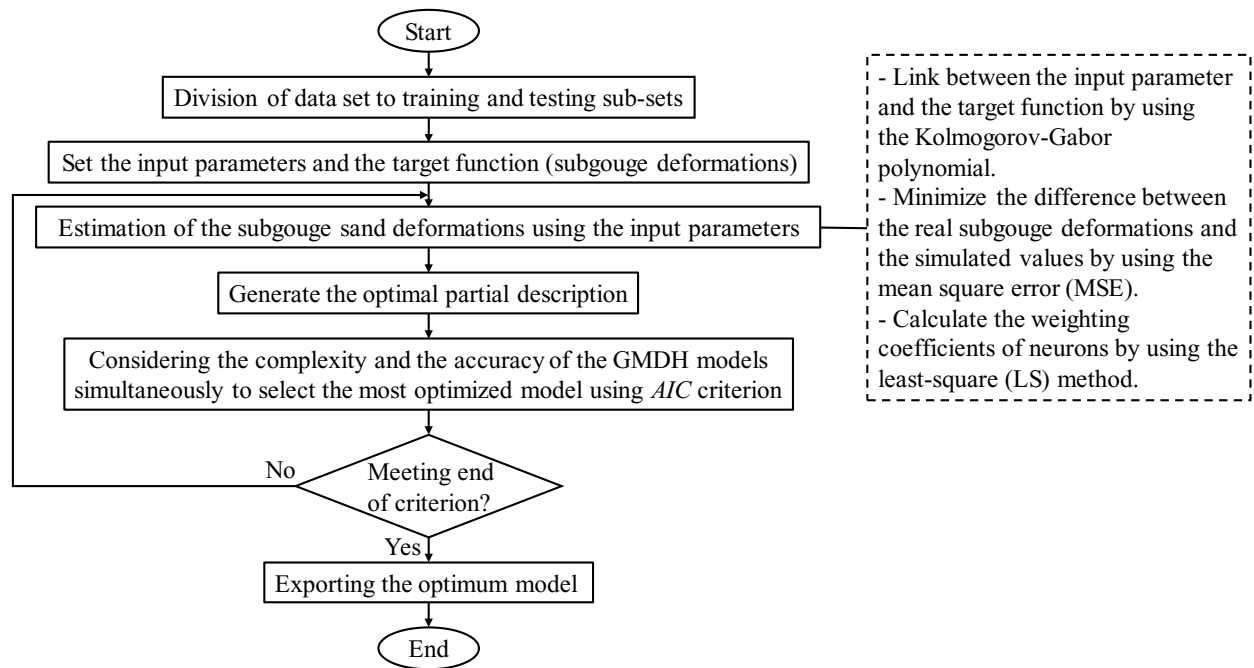 Start
Division of data set to training and testing sub-sets
Set the input parameters and the target function (subgouge deformations)
Estimation of the subgouge sand deformations using the input parameters
Generate the optimal partial description
Considering the complexity and the accuracy of the GMDH models
simultaneously to select the most optimized model using AIC criterion
No
Meeting end
of criterion?
Yes
Exporting the optimum model
End
- Link between the input parameter
and the target function by using
the Kolmogorov-Gabor
polynomial.
- Minimize the difference between
the real subgouge deformations and
the simulated values by using the
mean square error (MSE).
- Calculate the weighting
coefficients of neurons by using the
least-square (LS) method.